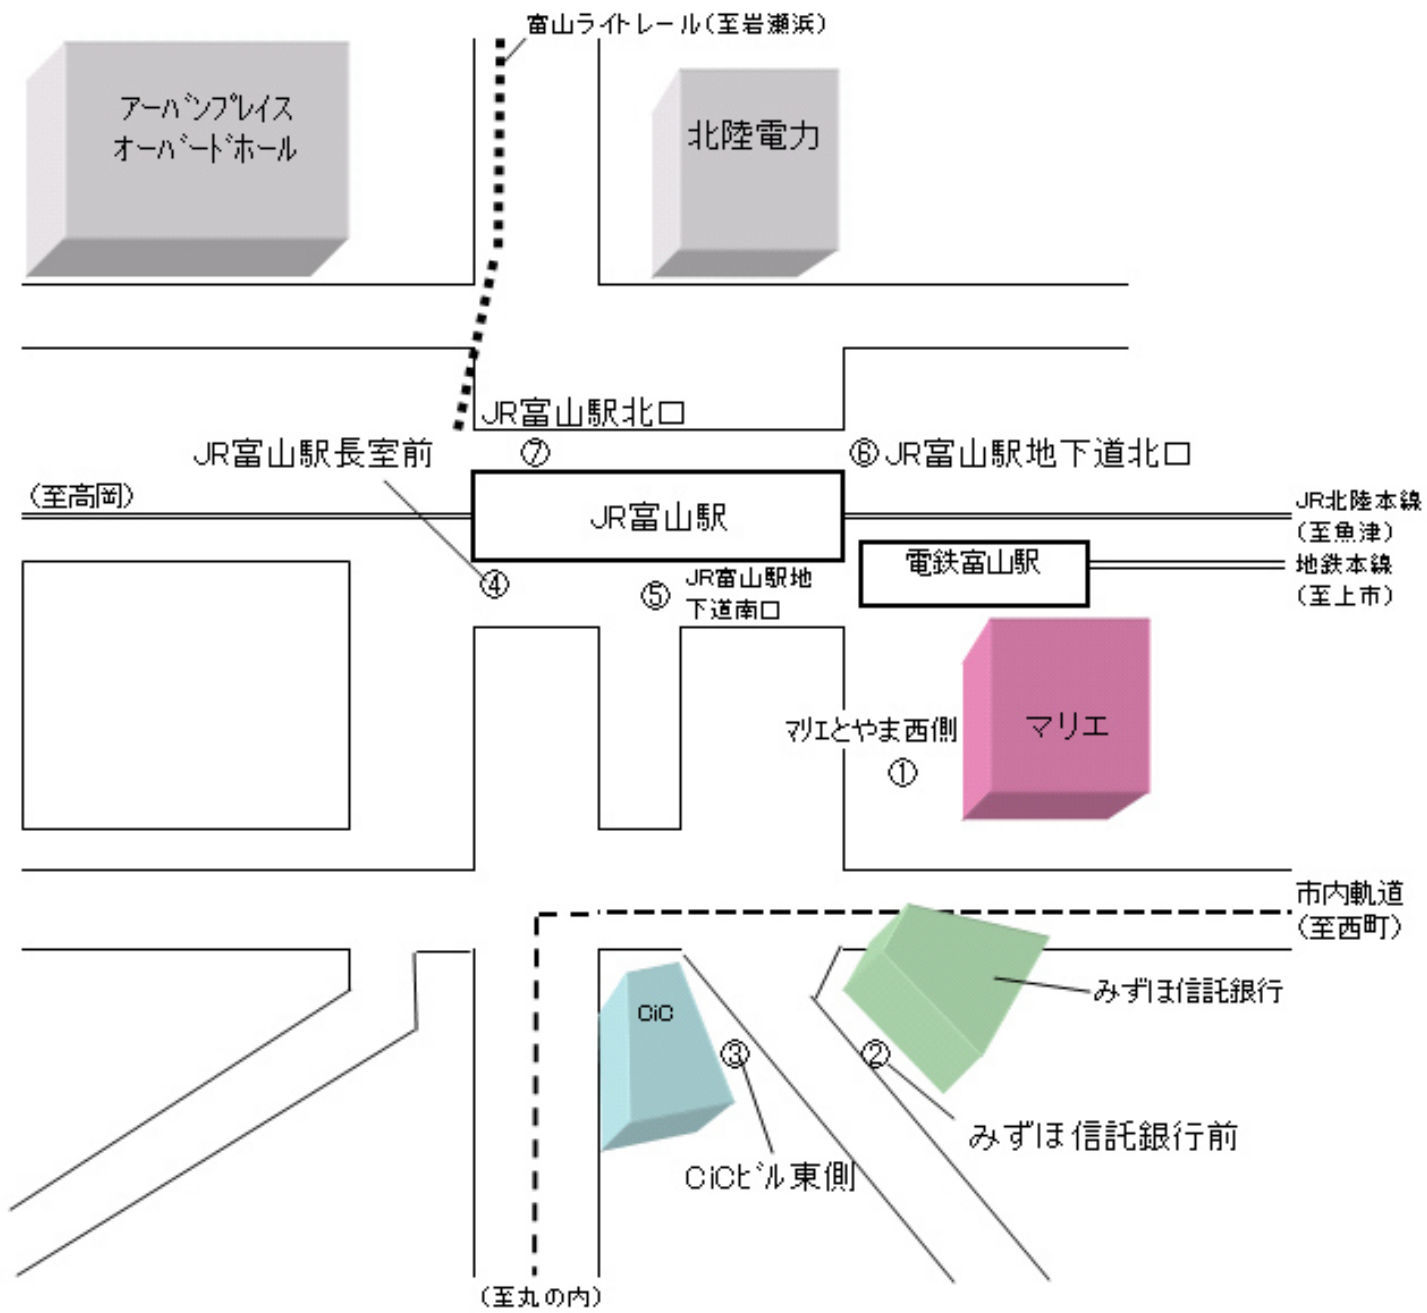 富山ライトレール(至岩瀬浜)
アーバンプレイス
オーバードホール
北陸電力
JR富山駅北口
JR富山駅長室前
⑦
⑥JR富山駅地下道北口
(至高岡)
JR富山駅
JR北陸本線
(至魚津)
電鉄富山駅
地鉄本線
(至上市)
④
⑤
JR富山駅地
下道南口
マリエとやま西側
①
マリエ
市内軌道
(至西町)
みずほ信託銀行
CiC
③
②
みずほ信託銀行前
CiCビル東側
(至丸の内)